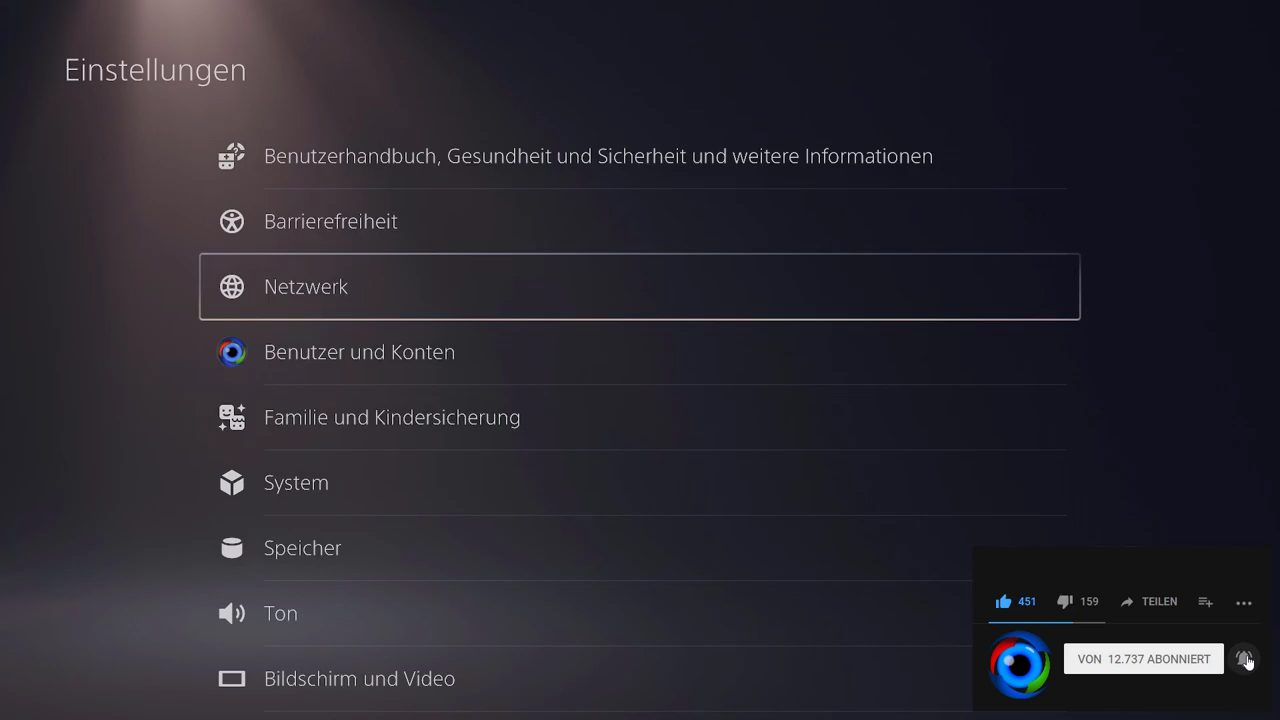 Einstellungen
Benutzerhandbuch, Gesundheit und Sicherheit und weitere Informationen
Barrierefreiheit
Netzwerk
Benutzer und Konten
Familie und Kindersicherung
System
Speicher
Ton
Bildschirm und Video
451 159 TEILEN
VON 12.737 ABONNIERT